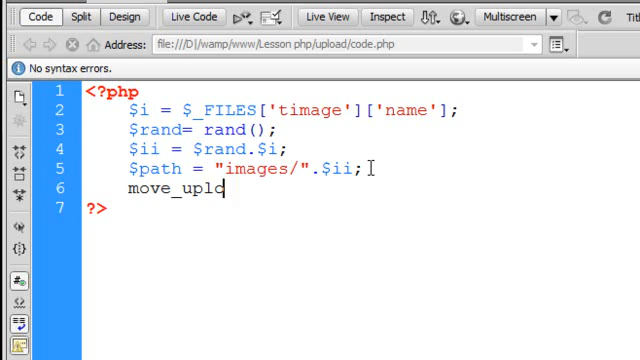 Code Split Design Live Code Live View Inspect Multiscreen Tit
Address: file:///D|/wamp/www/Lesson php/upload/code.php
No syntax errors.
1 <?php
2 $i = $_FILES['timage']['name'];
3 $rand= rand();
4 $ii = $rand.$i;
5 $path = "images/".$ii;
6 move_uplo
7 ?>